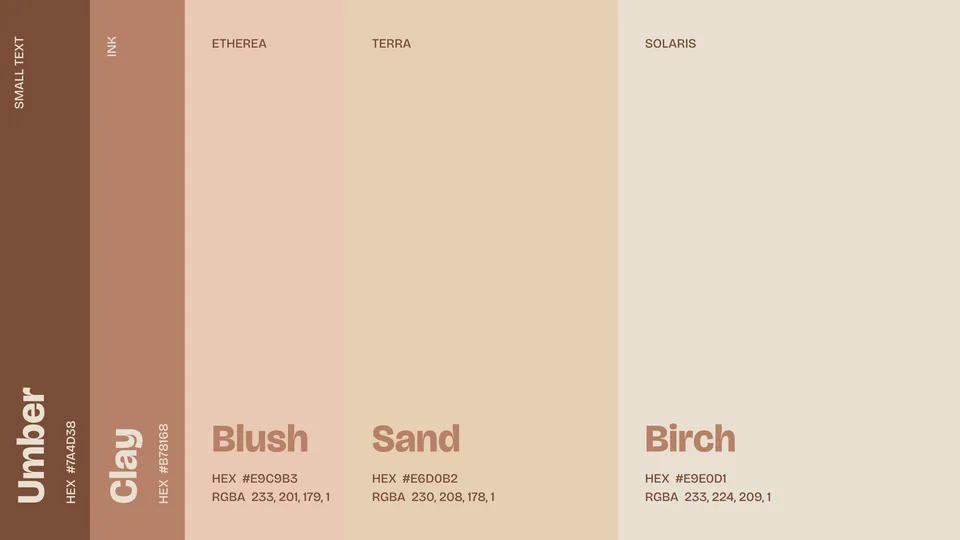 SMALL TEXT
Umber
HEX #7A4D38
INK
Clay
HEX #B78168
ETHEREA
Blush
HEX #E9C9B3
RGBA 233, 201, 179, 1
TERRA
Sand
HEX #E6D0B2
RGBA 230, 208, 178, 1
SOLARIS
Birch
HEX #E9E0D1
RGBA 233, 224, 209, 1